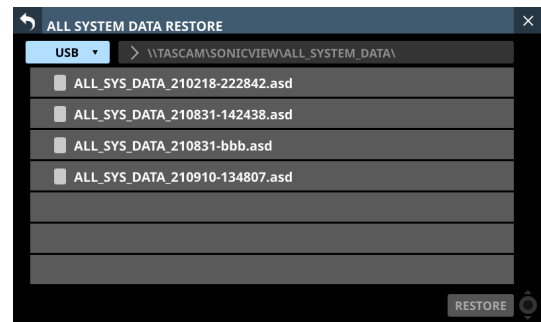 ALL SYSTEM DATA RESTORE
USB \\TASCAM\SONICVIEW\ALL_SYSTEM_DATA\
ALL_SYS_DATA_210218-222842.asd
ALL_SYS_DATA_210831-142438.asd
ALL_SYS_DATA_210831-bbb.asd
ALL_SYS_DATA_210910-134807.asd
RESTORE